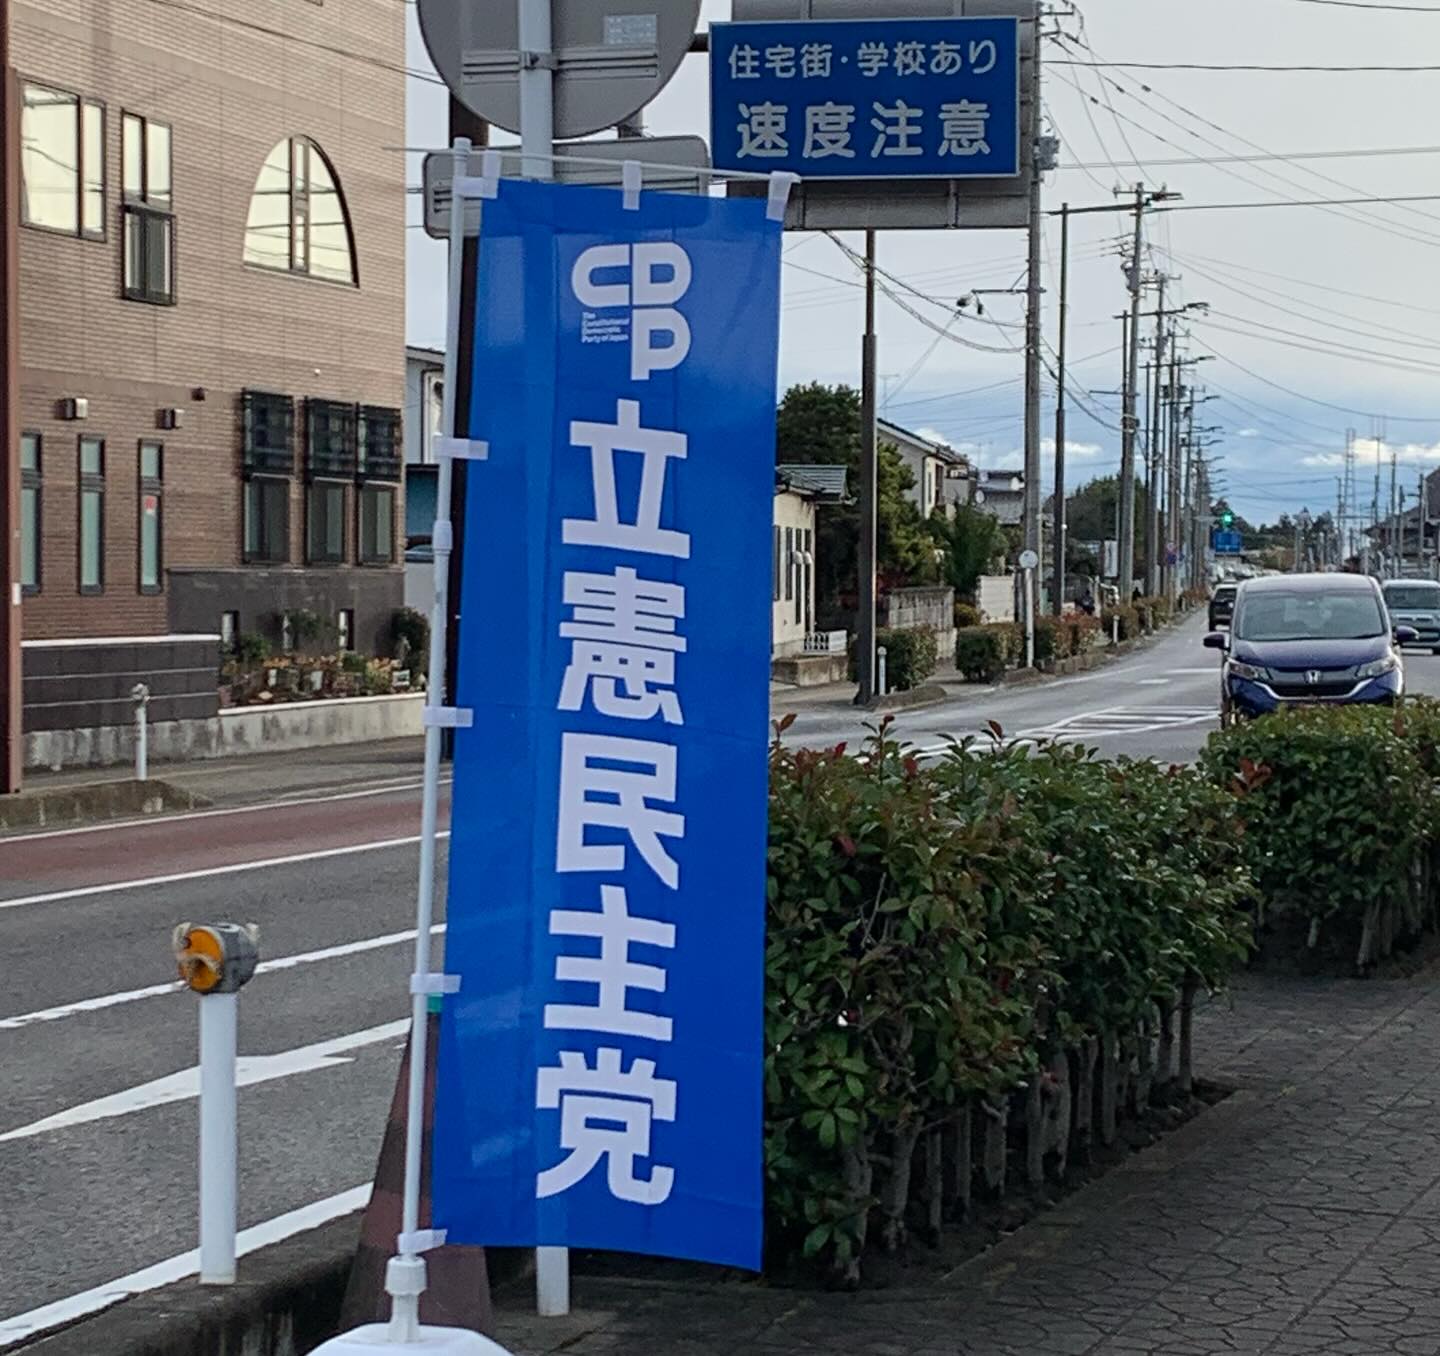 住宅街・学校あり
速度注意
CDP
The
Constitutional
Democratic
Party of Japan
立憲民主党